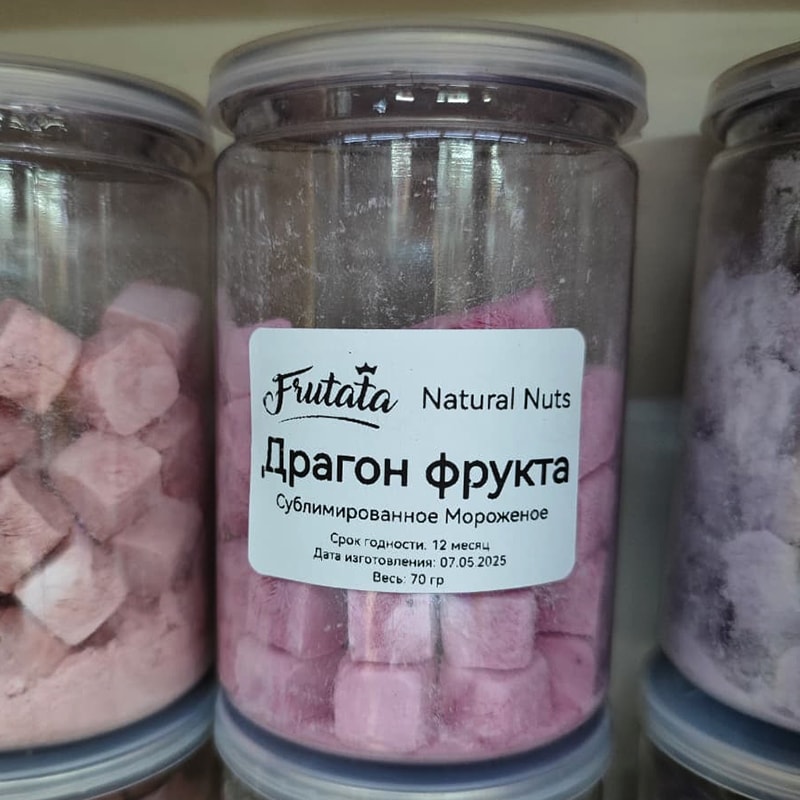 Frutata Natural Nuts
Драгон фрукта
Сублимированное Мороженое
Срок годности. 12 месяц
Дата изготовления: 07.05.2025
Весь: 70 гр